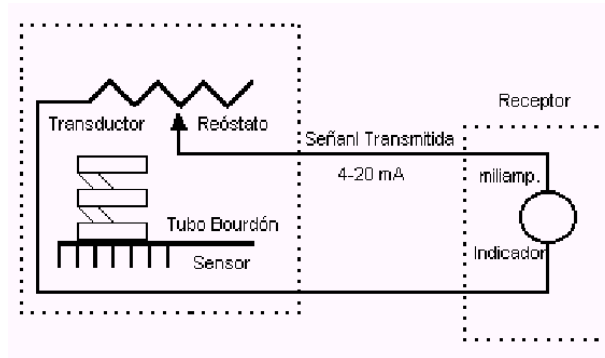 Receptor
Transductor
Reóstato
Señanl Transmitida
4-20 mA
miliamp.
Tubo Bourdón
Sensor
Indicador